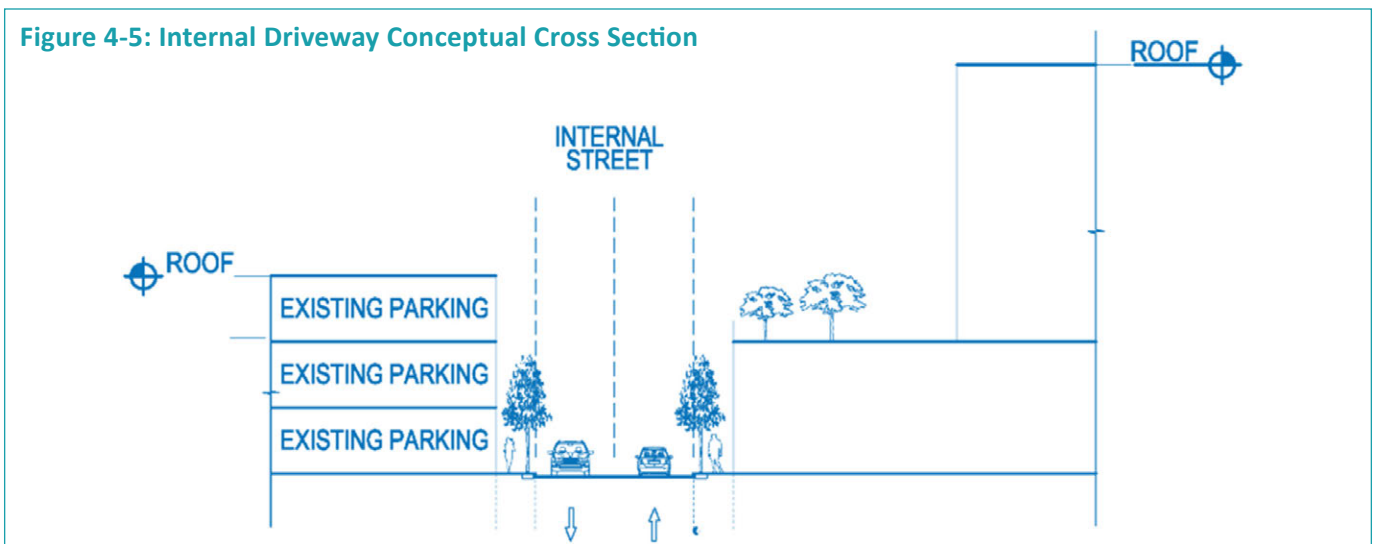 Figure 4-5: Internal Driveway Conceptual Cross Section
ROOF
INTERNAL
STREET
ROOF
EXISTING PARKING
EXISTING PARKING
EXISTING PARKING